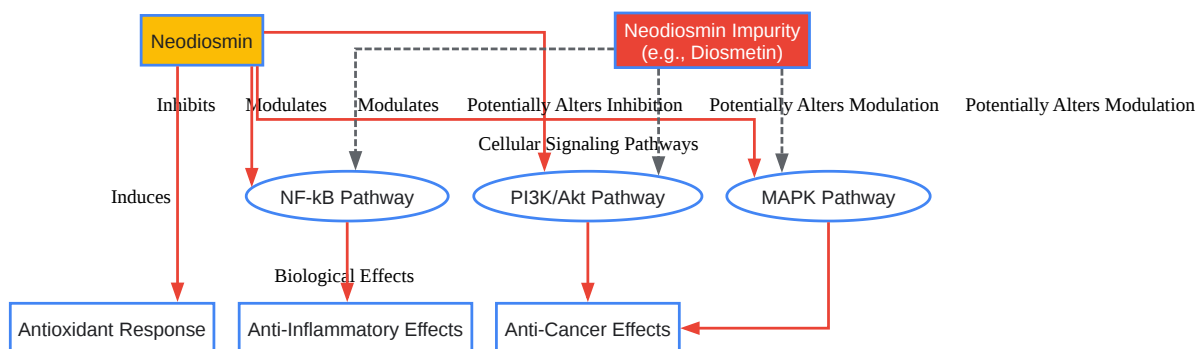 Neodiosmin
Neodiosmin Impurity
(e.g., Diosmetin)
Inhibits
Modulates
Modulates
Potentially Alters Inhibition
Potentially Alters Modulation
Potentially Alters Modulation
Cellular Signaling Pathways
Induces
NF-kB Pathway
PI3K/Akt Pathway
MAPK Pathway
Biological Effects
Antioxidant Response
Anti-Inflammatory Effects
Anti-Cancer Effects